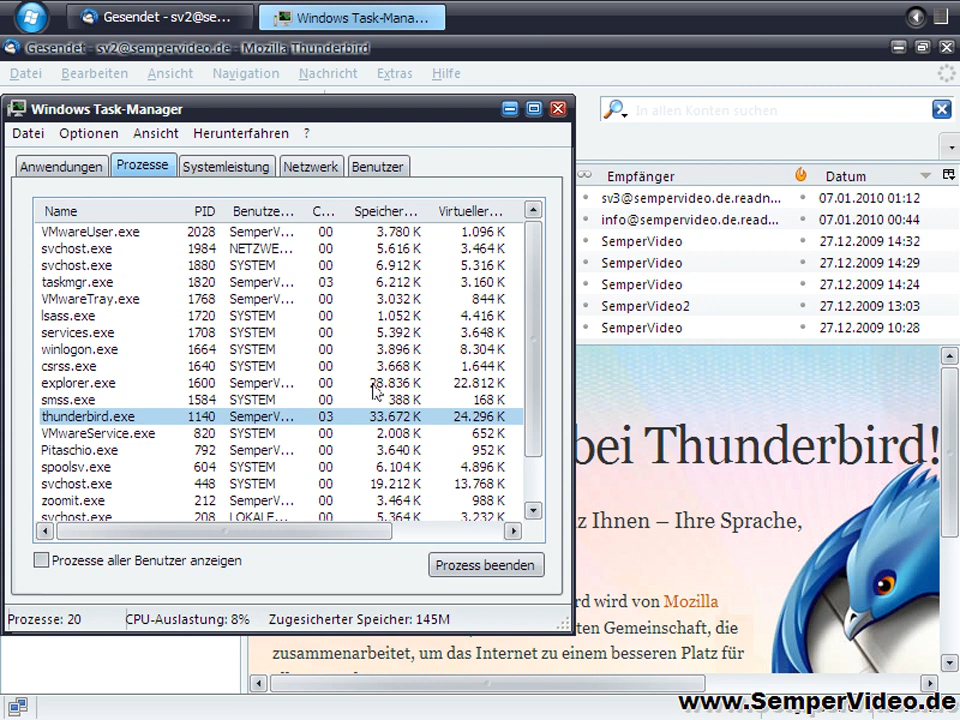 Gesendet - sv2@se...
Windows Task-Mana...
Gesendet - sv2@sempervideo.de - Mozilla Thunderbird
Datei Bearbeiten Ansicht Navigation Nachricht Extras Hilfe
In allen Konten suchen
Windows Task-Manager
Datei Optionen Ansicht Herunterfahren ?
Anwendungen Prozesse Systemleistung Netzwerk Benutzer
Name PID Benutze... C... Speicher... Virtueller...
VMwareUser.exe 2028 SemperV... 00 3.780 K 1.096 K
svchost.exe 1984 NETZWE... 00 5.616 K 3.464 K
svchost.exe 1880 SYSTEM 00 6.912 K 5.316 K
taskmgr.exe 1820 SemperV... 03 6.212 K 3.160 K
VMwareTray.exe 1768 SemperV... 00 3.032 K 844 K
lsass.exe 1720 SYSTEM 00 1.052 K 4.416 K
services.exe 1708 SYSTEM 00 5.392 K 3.648 K
winlogon.exe 1664 SYSTEM 00 3.896 K 8.304 K
csrss.exe 1640 SYSTEM 00 3.668 K 1.644 K
explorer.exe 1600 SemperV... 00 28.836 K 22.812 K
smss.exe 1584 SYSTEM 00 388 K 168 K
thunderbird.exe 1140 SemperV... 03 33.672 K 24.296 K
VMwareService.exe 820 SYSTEM 00 2.008 K 652 K
Pitaschio.exe 792 SemperV... 00 3.640 K 952 K
spoolsv.exe 604 SYSTEM 00 6.104 K 4.896 K
svchost.exe 448 SYSTEM 00 19.212 K 13.768 K
zoomit.exe 212 SemperV... 00 3.464 K 988 K
svchost.exe 208 LOKALE... 00 5.364 K 3.232 K
Prozesse aller Benutzer anzeigen
Prozess beenden
Prozesse: 20 CPU-Auslastung: 8% Zugesicherter Speicher: 145M
Empfänger Datum
sv3@sempervideo.de.readn... 07.01.2010 01:12
info@sempervideo.de.read... 07.01.2010 00:44
SemperVideo 27.12.2009 14:32
SemperVideo 27.12.2009 14:29
SemperVideo 27.12.2009 14:24
SemperVideo2 27.12.2009 13:03
SemperVideo 27.12.2009 10:28
bei Thunderbird!
z Ihnen – Ihre Sprache,
rd wird von Mozilla
ten Gemeinschaft, die
zusammenarbeitet, um das Internet zu einem besseren Platz für
www.SemperVideo.de